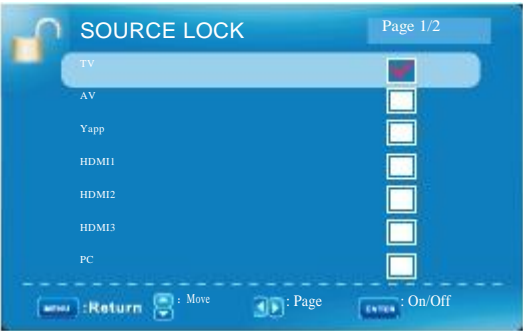 SOURCE LOCK
Page 1/2
TV
AV
Yapp
HDMI1
HDMI2
HDMI3
PC
MENU :Return : Move : Page ENTER : On/Off